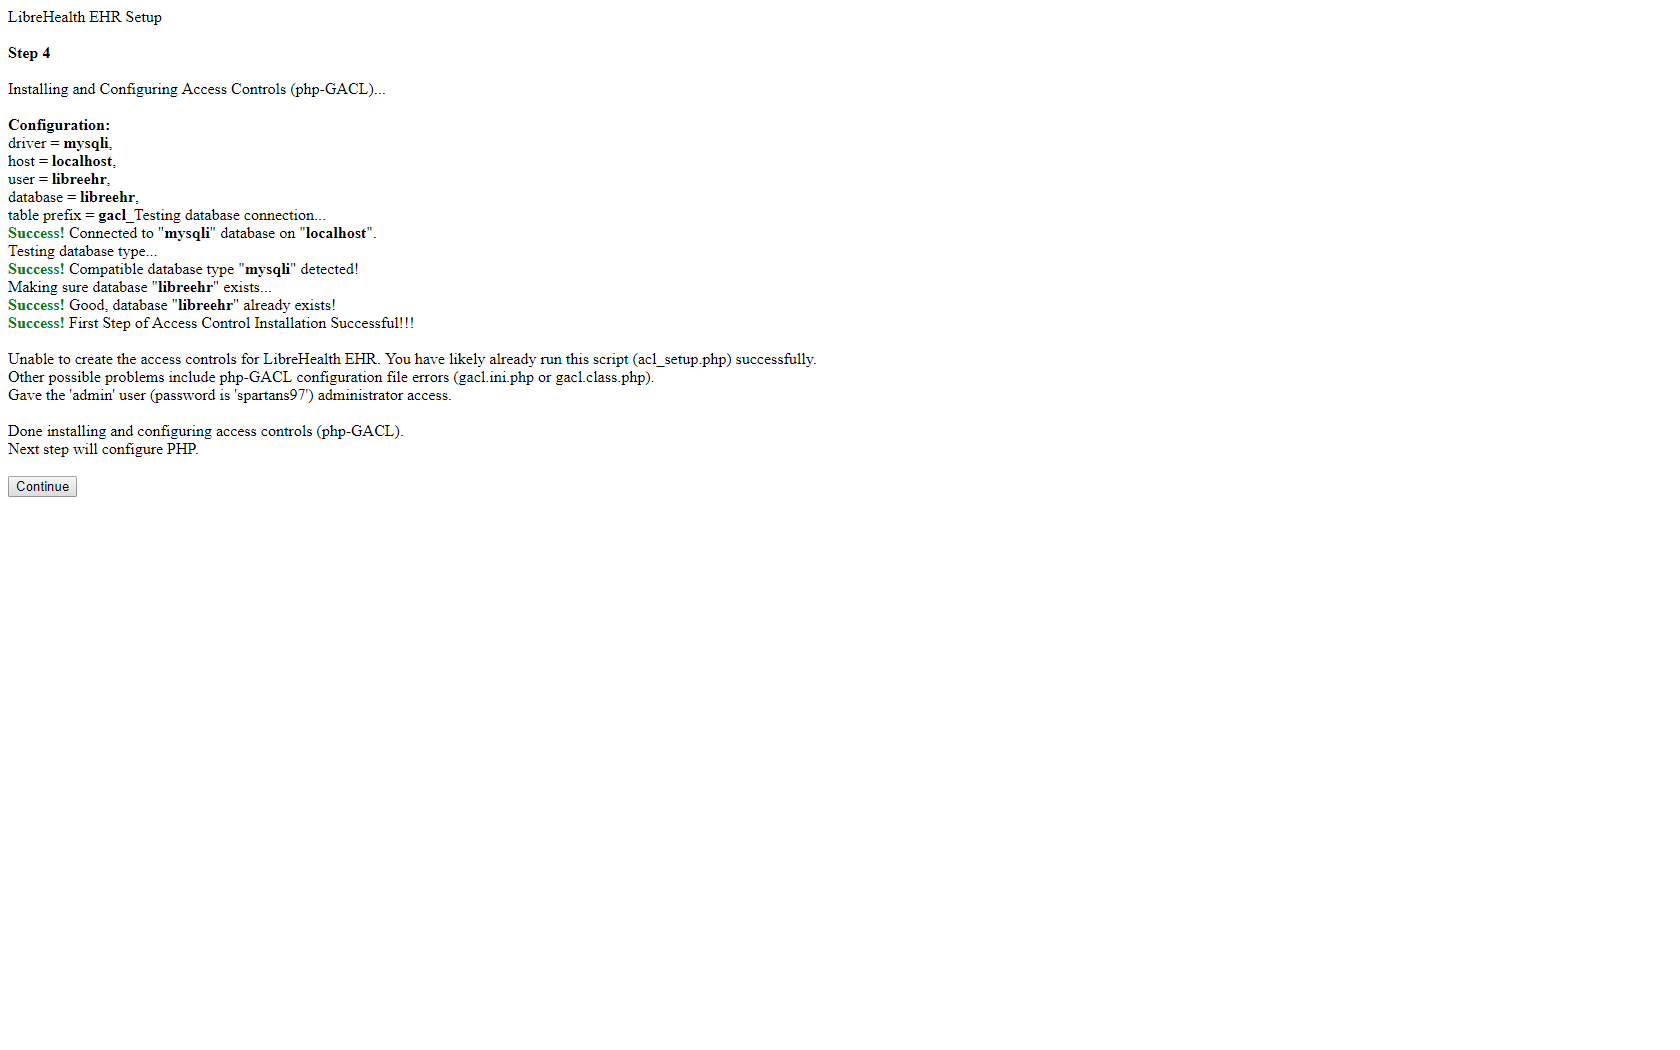 LibreHealth EHR Setup
Step 4
Installing and Configuring Access Controls (php-GACL)...
Configuration:
driver = mysqli,
host = localhost,
user = libreehr,
database = libreehr,
table prefix = gacl_Testing database connection...
Success! Connected to "mysqli" database on "localhost".
Testing database type...
Success! Compatible database type "mysqli" detected!
Making sure database "libreehr" exists...
Success! Good, database "libreehr" already exists!
Success! First Step of Access Control Installation Successful!!!
Unable to create the access controls for LibreHealth EHR. You have likely already run this script (acl_setup.php) successfully.
Other possible problems include php-GACL configuration file errors (gacl.ini.php or gacl.class.php).
Gave the 'admin' user (password is 'spartans97') administrator access.
Done installing and configuring access controls (php-GACL).
Next step will configure PHP.
Continue